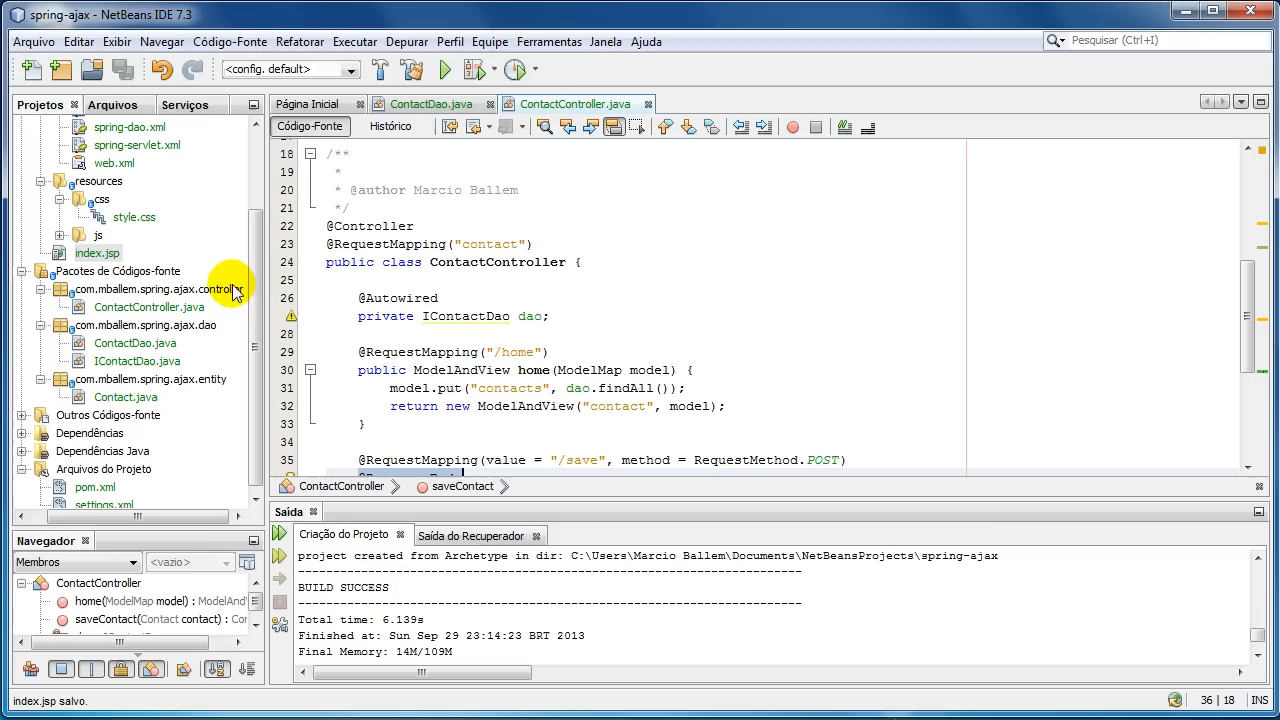 spring-ajax - NetBeans IDE 7.3
Arquivo Editar Exibir Navegar Código-Fonte Refatorar Executar Depurar Perfil Equipe Ferramentas Janela Ajuda
Pesquisar (Ctrl+I)
<config. default>
Projetos Arquivos Serviços
spring-dao.xml
spring-servlet.xml
web.xml
resources
css
style.css
js
index.jsp
Pacotes de Códigos-fonte
com.mballem.spring.ajax.controller
ContactController.java
com.mballem.spring.ajax.dao
ContactDao.java
IContactDao.java
com.mballem.spring.ajax.entity
Contact.java
Outros Códigos-fonte
Dependências
Dependências Java
Arquivos do Projeto
pom.xml
settings.xml
Navegador
Membros <vazio>
ContactController
home(ModelMap model) : ModelAnd
saveContact(Contact contact) : Cor
Página Inicial ContactDao.java ContactController.java
Código-Fonte Histórico
18 /**
19 *
20 * @author Marcio Ballem
21 */
22 @Controller
23 @RequestMapping("contact")
24 public class ContactController {
25
26 @Autowired
private IContactDao dao;
28
29 @RequestMapping("/home")
30 public ModelAndView home(ModelMap model) {
31 model.put("contacts", dao.findAll());
32 return new ModelAndView("contact", model);
33 }
34
35 @RequestMapping(value = "/save", method = RequestMethod.POST)
ContactController saveContact
Saída
Criação do Projeto Saída do Recuperador
project created from Archetype in dir: C:\Users\Marcio Ballem\Documents\NetBeansProjects\spring-ajax
------------------------------------------------------------------------
BUILD SUCCESS
------------------------------------------------------------------------
Total time: 6.139s
Finished at: Sun Sep 29 23:14:23 BRT 2013
Final Memory: 14M/109M
index.jsp salvo.
36 | 18 INS